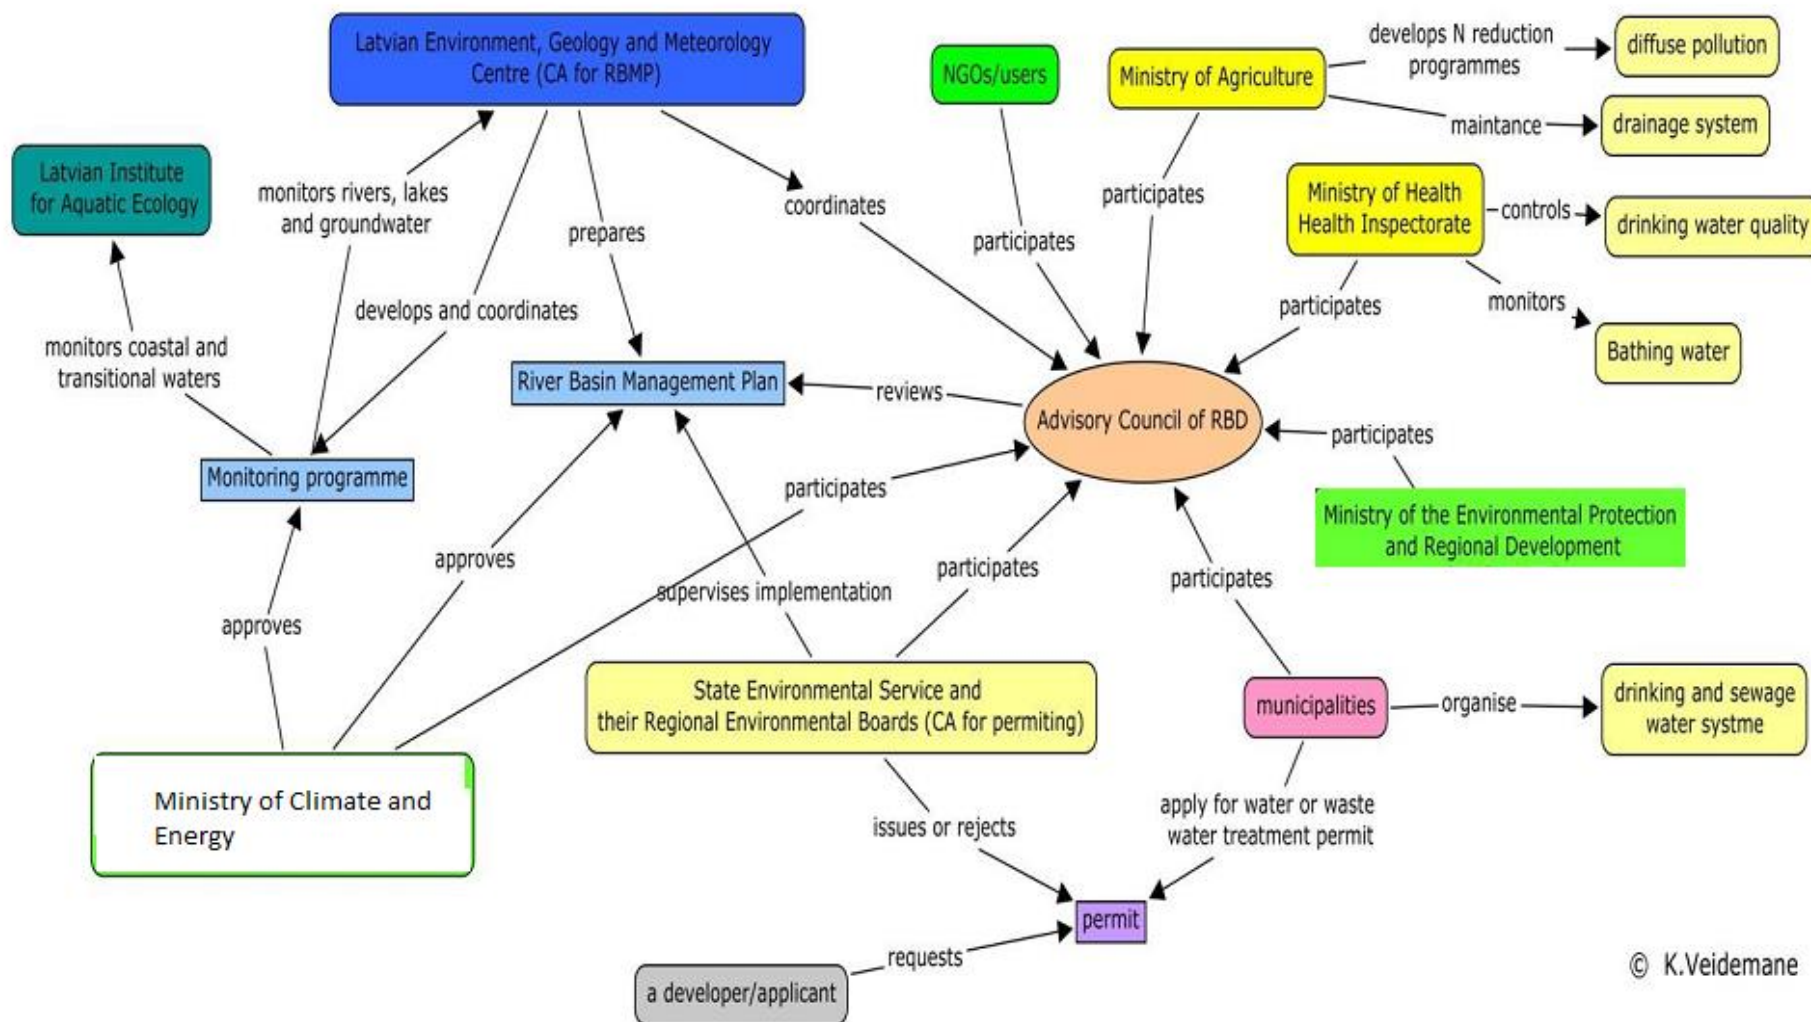 Latvian Environment, Geology and Meteorology
Centre (CA for RBMP)
NGOs/users
Ministry of Agriculture
develops N reduction
programmes
diffuse pollution
maintance
drainage system
Latvian Institute
for Aquatic Ecology
monitors rivers, lakes
and groundwater
prepares
coordinates
participates
participates
Ministry of Health
Health Inspectorate
controls
drinking water quality
develops and coordinates
participates
monitors
Bathing water
monitors coastal and
transitional waters
River Basin Management Plan
reviews
Advisory Council of RBD
participates
Monitoring programme
participates
Ministry of the Environmental Protection
and Regional Development
approves
approves
supervises implementation
participates
participates
State Environmental Service and
their Regional Environmental Boards (CA for permiting)
municipalities
organise
drinking and sewage
water systme
Ministry of Climate and
Energy
issues or rejects
apply for water or waste
water treatment permit
permit
requests
a developer/applicant
© K.Veidemane